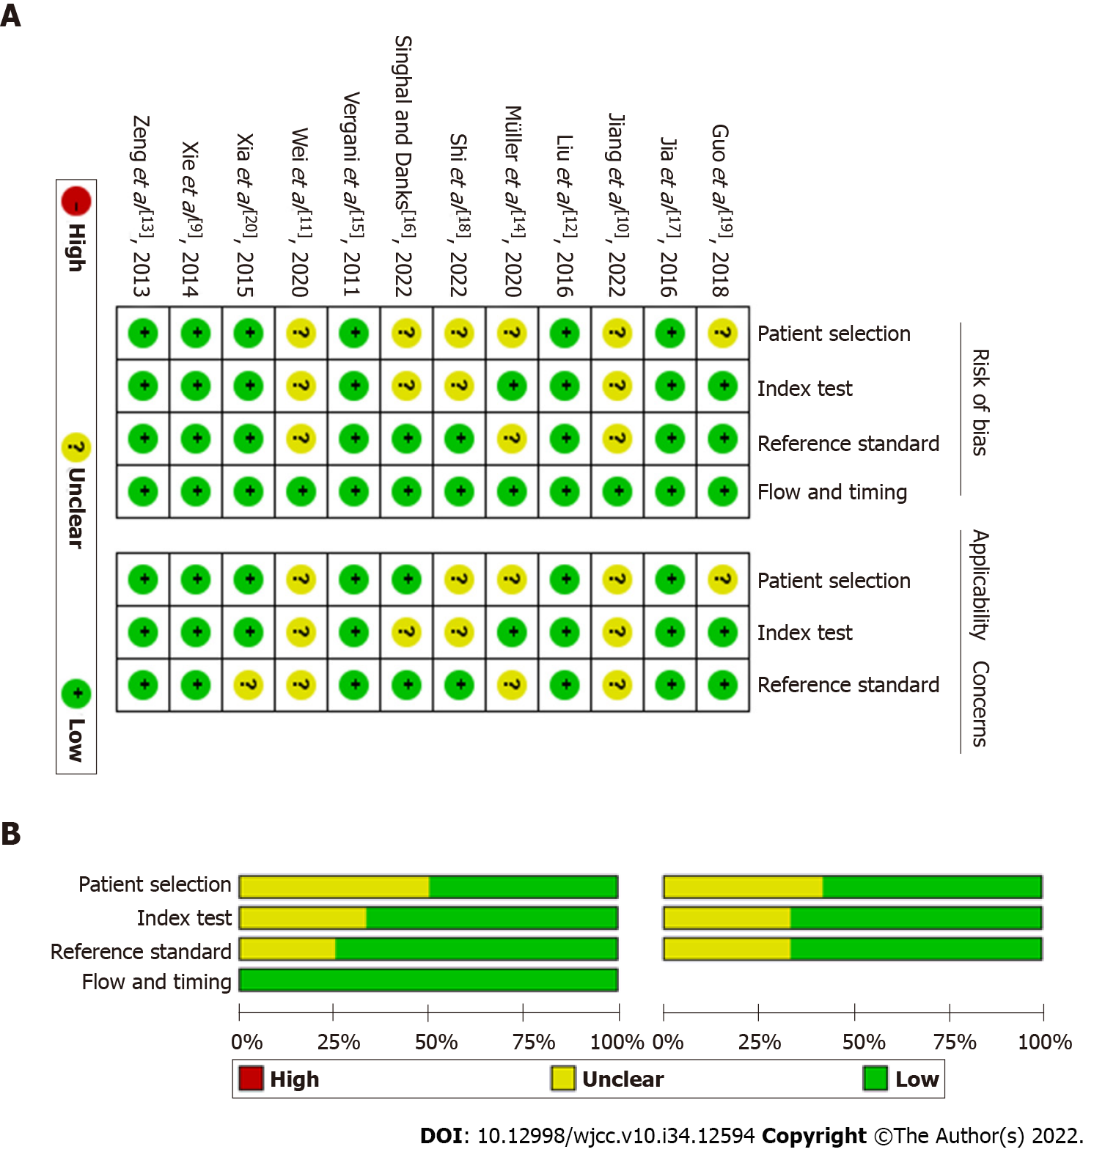 A
Zeng et al[13], 2013
Xie et al[9], 2014
Xia et al[20], 2015
Wei et al[11], 2020
Vergani et al[15], 2011
Singhal and Danks[16], 2022
Shi et al[18], 2022
Müller et al[14], 2020
Liu et al[12], 2016
Jiang et al[10], 2022
Jia et al[17], 2016
Guo et al[19], 2018
+ + + ? + ? ? ? + ? + ? Patient selection
+ + + ? + ? ? + + ? + + Index test
+ + + ? + + + ? + ? + + Reference standard
+ + + + + + + + + + + + Flow and timing
Risk of bias
+ + + ? + + ? ? + ? + ? Patient selection
+ + + ? + ? ? + + ? + + Index test
+ + ? ? + + + ? + ? + + Reference standard
Applicability Concerns
– High ? Unclear + Low
B
Patient selection
Index test
Reference standard
Flow and timing
0% 25% 50% 75% 100% 0% 25% 50% 75% 100%
High Unclear Low
DOI: 10.12998/wjcc.v10.i34.12594 Copyright ©The Author(s) 2022.